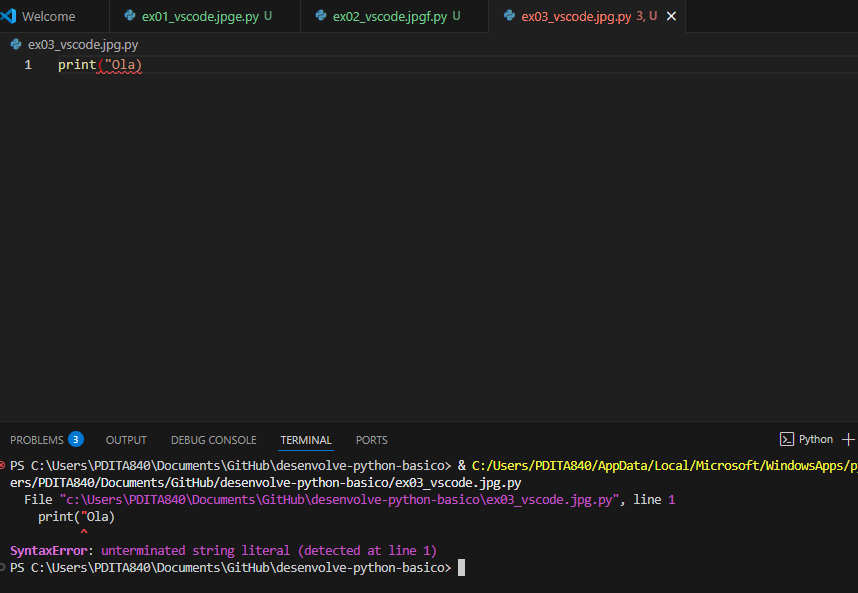 Welcome ex01_vscode.jpge.py U ex02_vscode.jpgf.py U ex03_vscode.jpg.py 3, U
ex03_vscode.jpg.py
1 print("Ola)
PROBLEMS 3 OUTPUT DEBUG CONSOLE TERMINAL PORTS Python
PS C:\Users\PDITA840\Documents\GitHub\desenvolve-python-basico> & C:/Users/PDITA840/AppData/Local/Microsoft/WindowsApps/
ers/PDITA840/Documents/GitHub/desenvolve-python-basico/ex03_vscode.jpg.py
File "c:\Users\PDITA840\Documents\GitHub\desenvolve-python-basico\ex03_vscode.jpg.py", line 1
print("Ola)
^
SyntaxError: unterminated string literal (detected at line 1)
PS C:\Users\PDITA840\Documents\GitHub\desenvolve-python-basico>